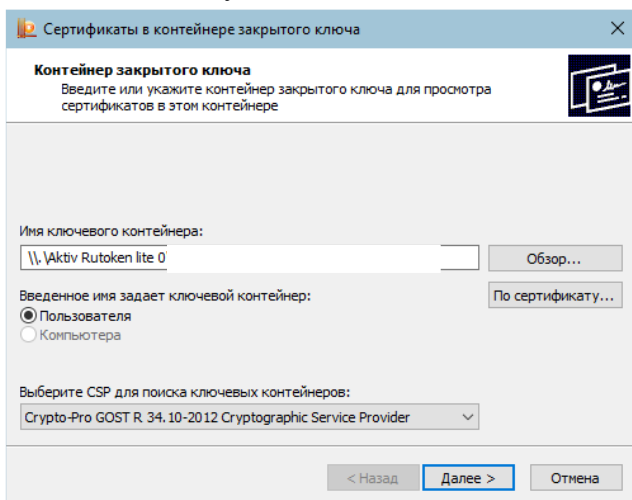 Сертификаты в контейнере закрытого ключа
Контейнер закрытого ключа
Введите или укажите контейнер закрытого ключа для просмотра
сертификатов в этом контейнере
Имя ключевого контейнера:
\\.\Aktiv Rutoken lite 0
Обзор...
Введенное имя задает ключевой контейнер:
По сертификату...
Пользователя
Компьютера
Выберите CSP для поиска ключевых контейнеров:
Crypto-Pro GOST R 34.10-2012 Cryptographic Service Provider
< Назад
Далее >
Отмена